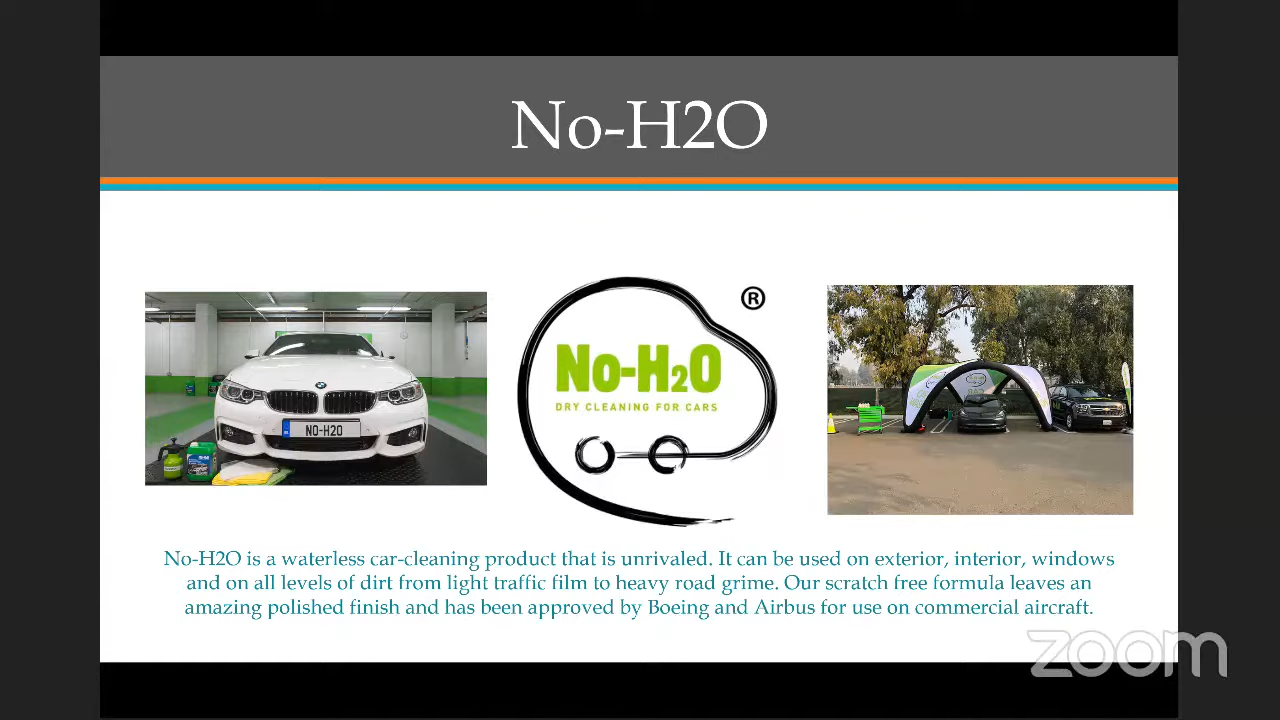 No-H2O
®
No-H2O
DRY CLEANING FOR CARS
NO-H2O
No-H2O is a waterless car-cleaning product that is unrivaled. It can be used on exterior, interior, windows
and on all levels of dirt from light traffic film to heavy road grime. Our scratch free formula leaves an
amazing polished finish and has been approved by Boeing and Airbus for use on commercial aircraft.
zoom